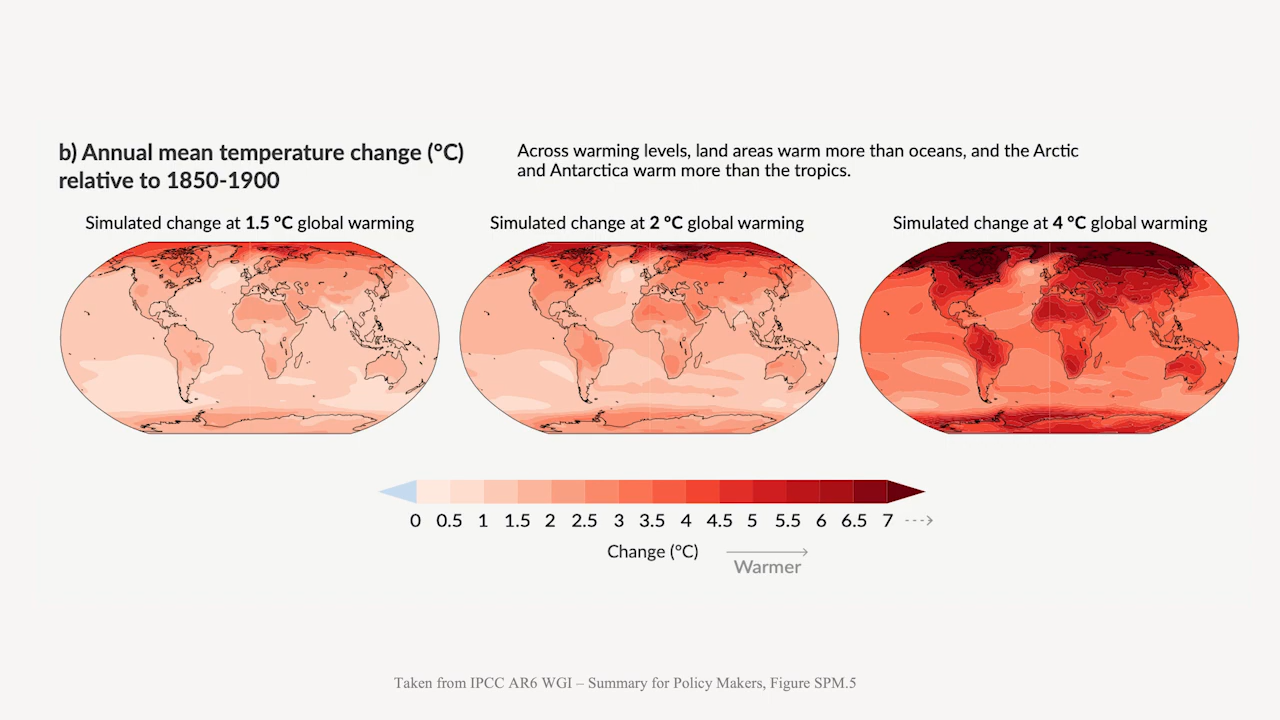 b) Annual mean temperature change (°C)
relative to 1850-1900
Across warming levels, land areas warm more than oceans, and the Arctic
and Antarctica warm more than the tropics.
Simulated change at 1.5 °C global warming
Simulated change at 2 °C global warming
Simulated change at 4 °C global warming
0 0.5 1 1.5 2 2.5 3 3.5 4 4.5 5 5.5 6 6.5 7
Change (°C)
Warmer
Taken from IPCC AR6 WGI – Summary for Policy Makers, Figure SPM.5